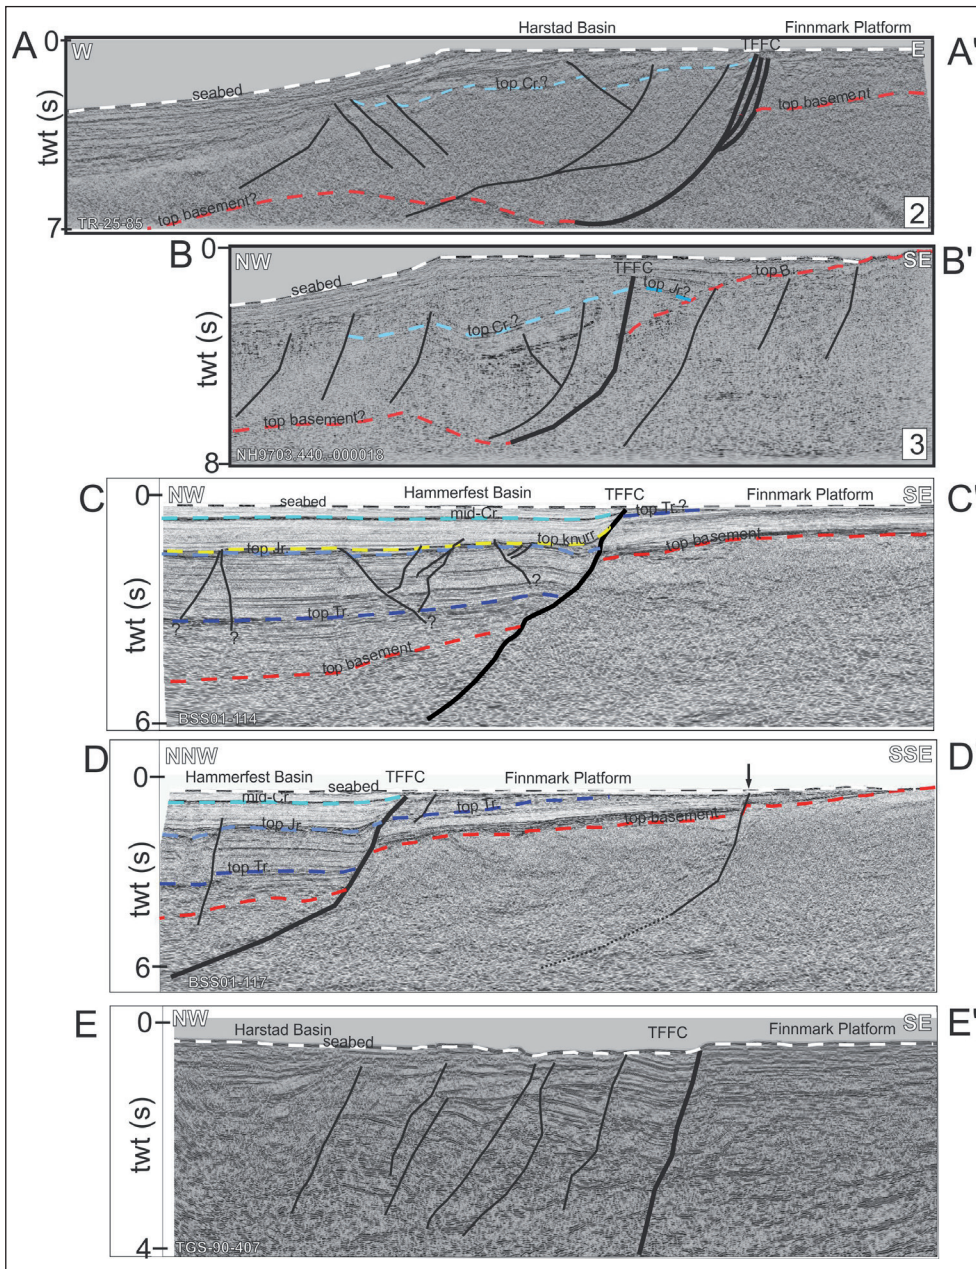 Harstad Basin Finnmark Platform
A 0 W TFFC E A'
seabed
top Cr.?
top basement
twt (s)
top basement?
TR-25-85
7
2
B 0 NW TFFC SE B'
seabed
top B.
top Jr.?
top Cr.?
twt (s)
top basement?
NH9703-440--000018
8
3
C 0 NW Hammerfest Basin TFFC Finnmark Platform SE C'
seabed
top Tr.?
mid-Cr.
top knurr
top Jr.
top basement
twt (s)
?
top Tr.
? ? ?
top basement
6
BSS01-114
D NNW SSE D'
0 Hammerfest Basin TFFC Finnmark Platform
seabed
mid-Cr.
top Tr.
top Jr.
top basement
twt (s)
top Tr.
6
BSS01-117
E 0 NW SE E'
Harstad Basin TFFC Finnmark Platform
seabed
twt (s)
4
TGS-90-407